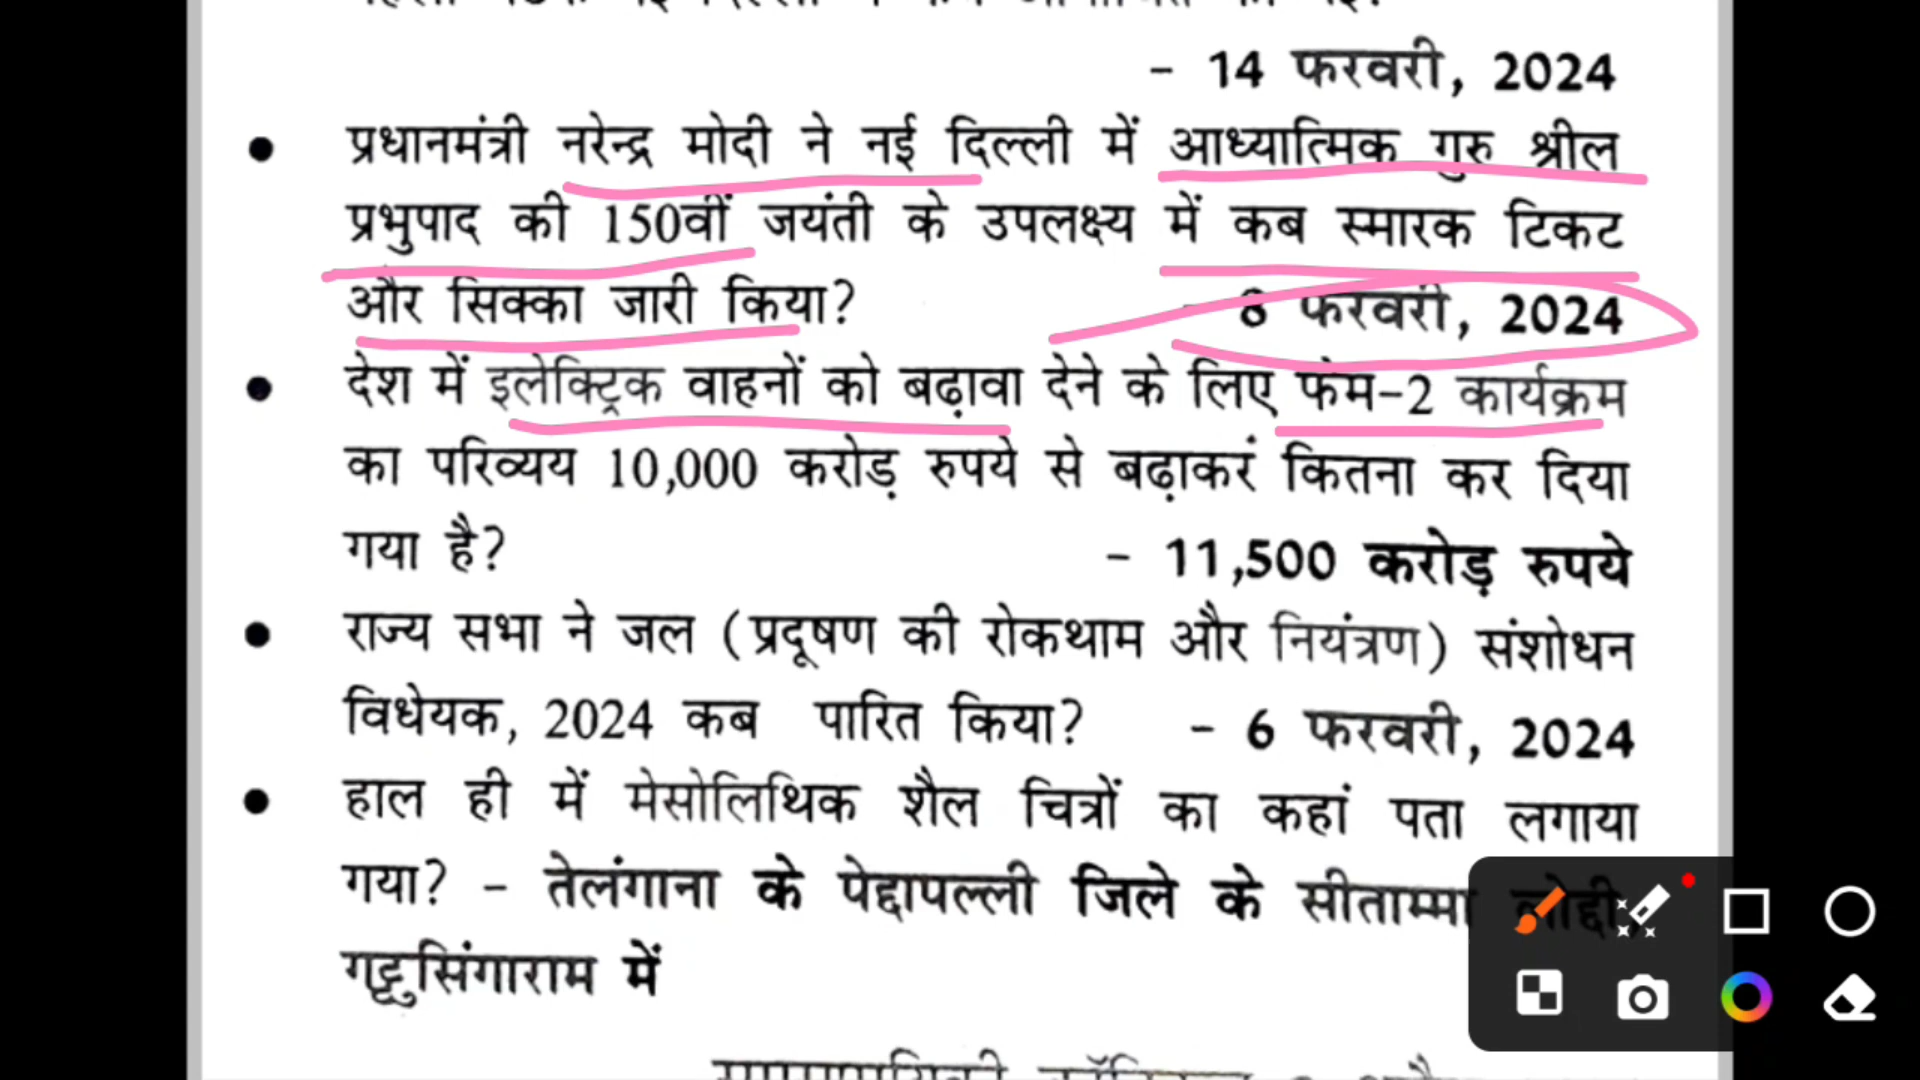 - 14 फरवरी, 2024
● प्रधानमंत्री नरेन्द्र मोदी ने नई दिल्ली में आध्यात्मिक गुरु श्रील
प्रभुपाद की 150वीं जयंती के उपलक्ष्य में कब स्मारक टिकट
और सिक्का जारी किया? - 8 फरवरी, 2024
● देश में इलेक्ट्रिक वाहनों को बढ़ावा देने के लिए फेम-2 कार्यक्रम
का परिव्यय 10,000 करोड़ रुपये से बढ़ाकर कितना कर दिया
गया है? - 11,500 करोड़ रुपये
● राज्य सभा ने जल (प्रदूषण की रोकथाम और नियंत्रण) संशोधन
विधेयक, 2024 कब पारित किया? - 6 फरवरी, 2024
● हाल ही में मेसोलिथिक शैल चित्रों का कहां पता लगाया
गया? - तेलंगाना के पेद्दापल्ली जिले के सीताम्मा लोद्दी,
गट्टुसिंगाराम में